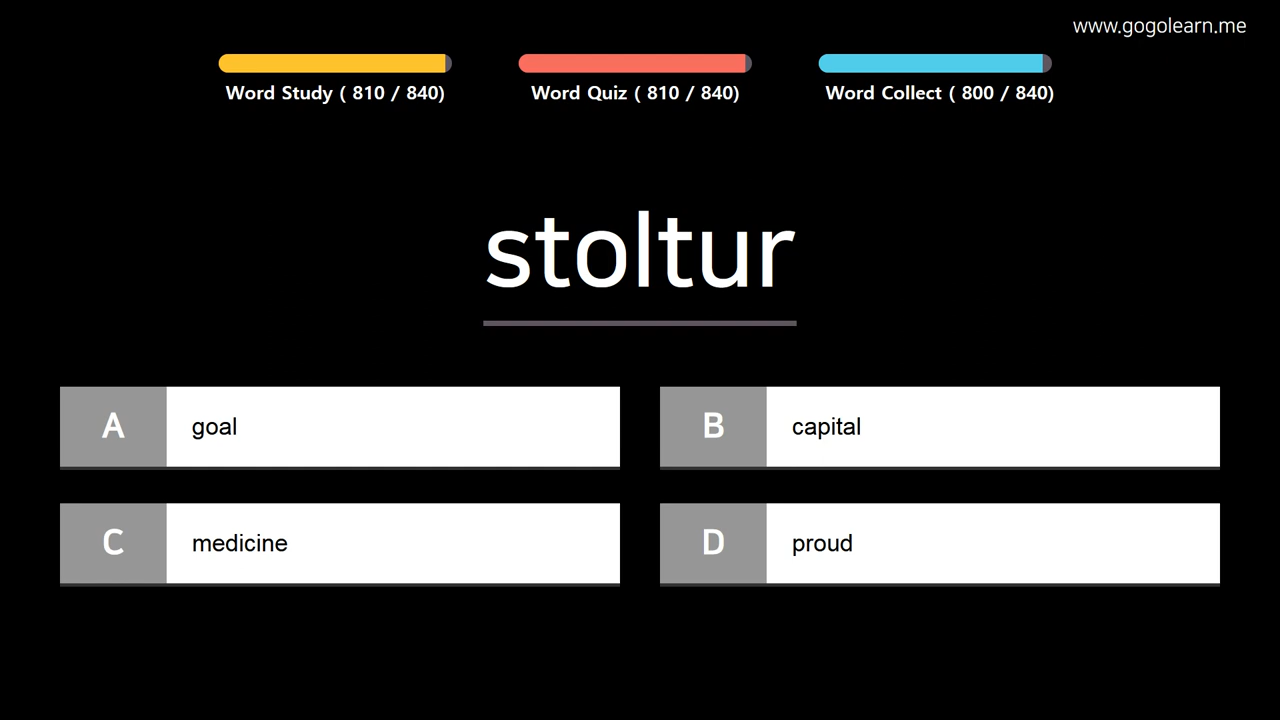 www.gogolearn.me
Word Study ( 810 / 840)
Word Quiz ( 810 / 840)
Word Collect ( 800 / 840)
stoltur
A goal
B capital
C medicine
D proud